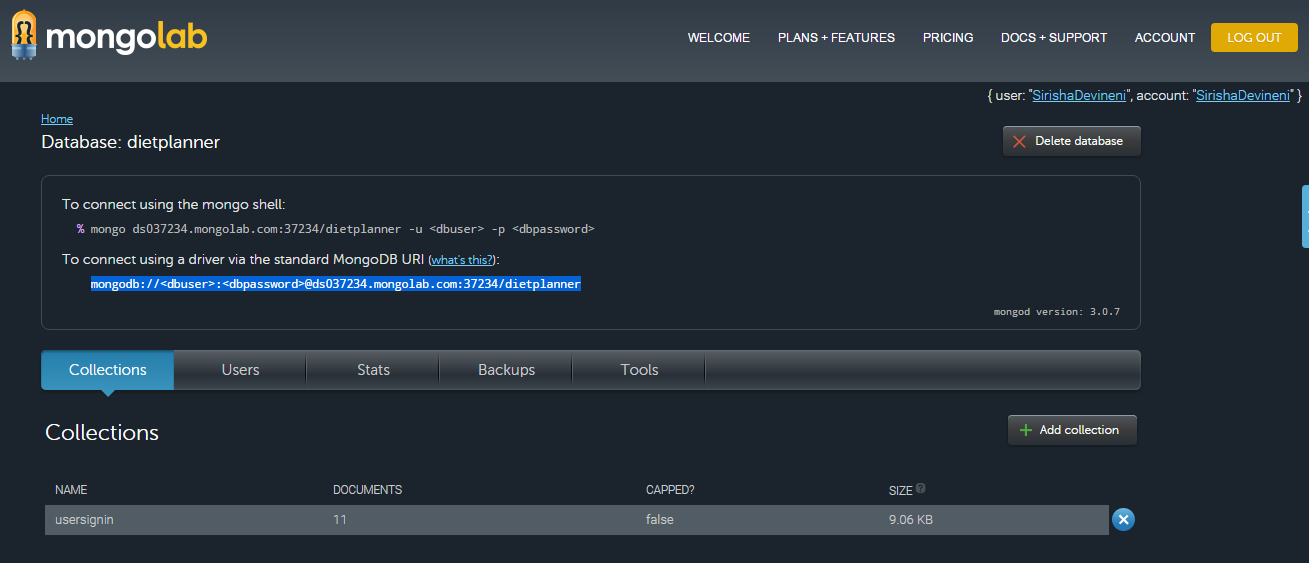 mongolab
WELCOME PLANS + FEATURES PRICING DOCS + SUPPORT ACCOUNT LOG OUT
{ user: "SirishaDevineni", account: "SirishaDevineni" }
Home
Database: dietplanner
Delete database
To connect using the mongo shell:
% mongo ds037234.mongolab.com:37234/dietplanner -u <dbuser> -p <dbpassword>
To connect using a driver via the standard MongoDB URI (what's this?):
mongodb://<dbuser>:<dbpassword>@ds037234.mongolab.com:37234/dietplanner
mongod version: 3.0.7
Collections Users Stats Backups Tools
Collections
Add collection
NAME DOCUMENTS CAPPED? SIZE ?
usersignin 11 false 9.06 KB